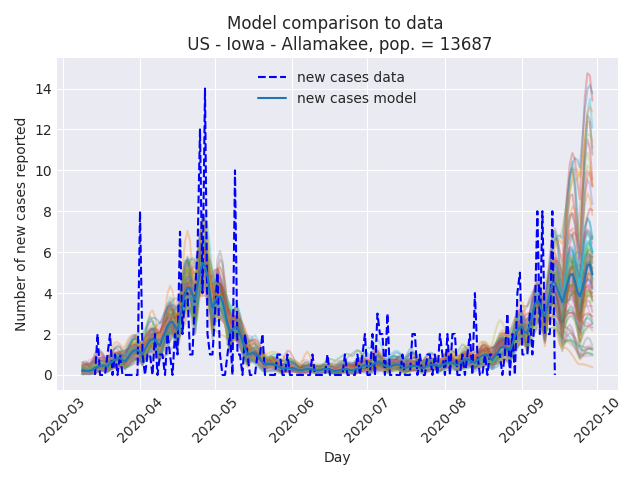 Model comparison to data
US - Iowa - Allamakee, pop. = 13687
new cases data
new cases model
Number of new cases reported
14
12
10
8
6
4
2
0
2020-03
2020-04
2020-05
2020-06
2020-07
2020-08
2020-09
2020-10
Day